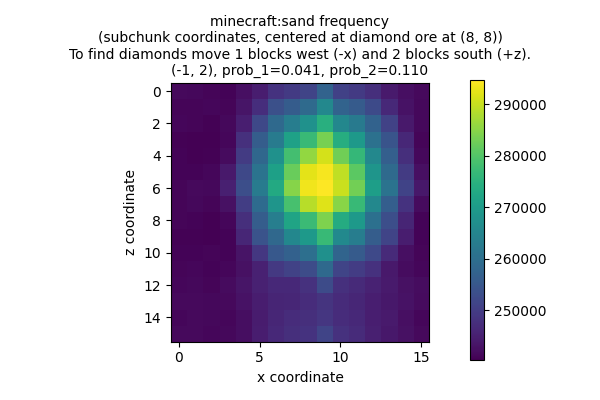 minecraft:sand frequency
(subchunk coordinates, centered at diamond ore at (8, 8))
To find diamonds move 1 blocks west (-x) and 2 blocks south (+z).
(-1, 2), prob_1=0.041, prob_2=0.110
0
2
4
6
8
10
12
14
z coordinate
0
5
10
15
x coordinate
290000
280000
270000
260000
250000